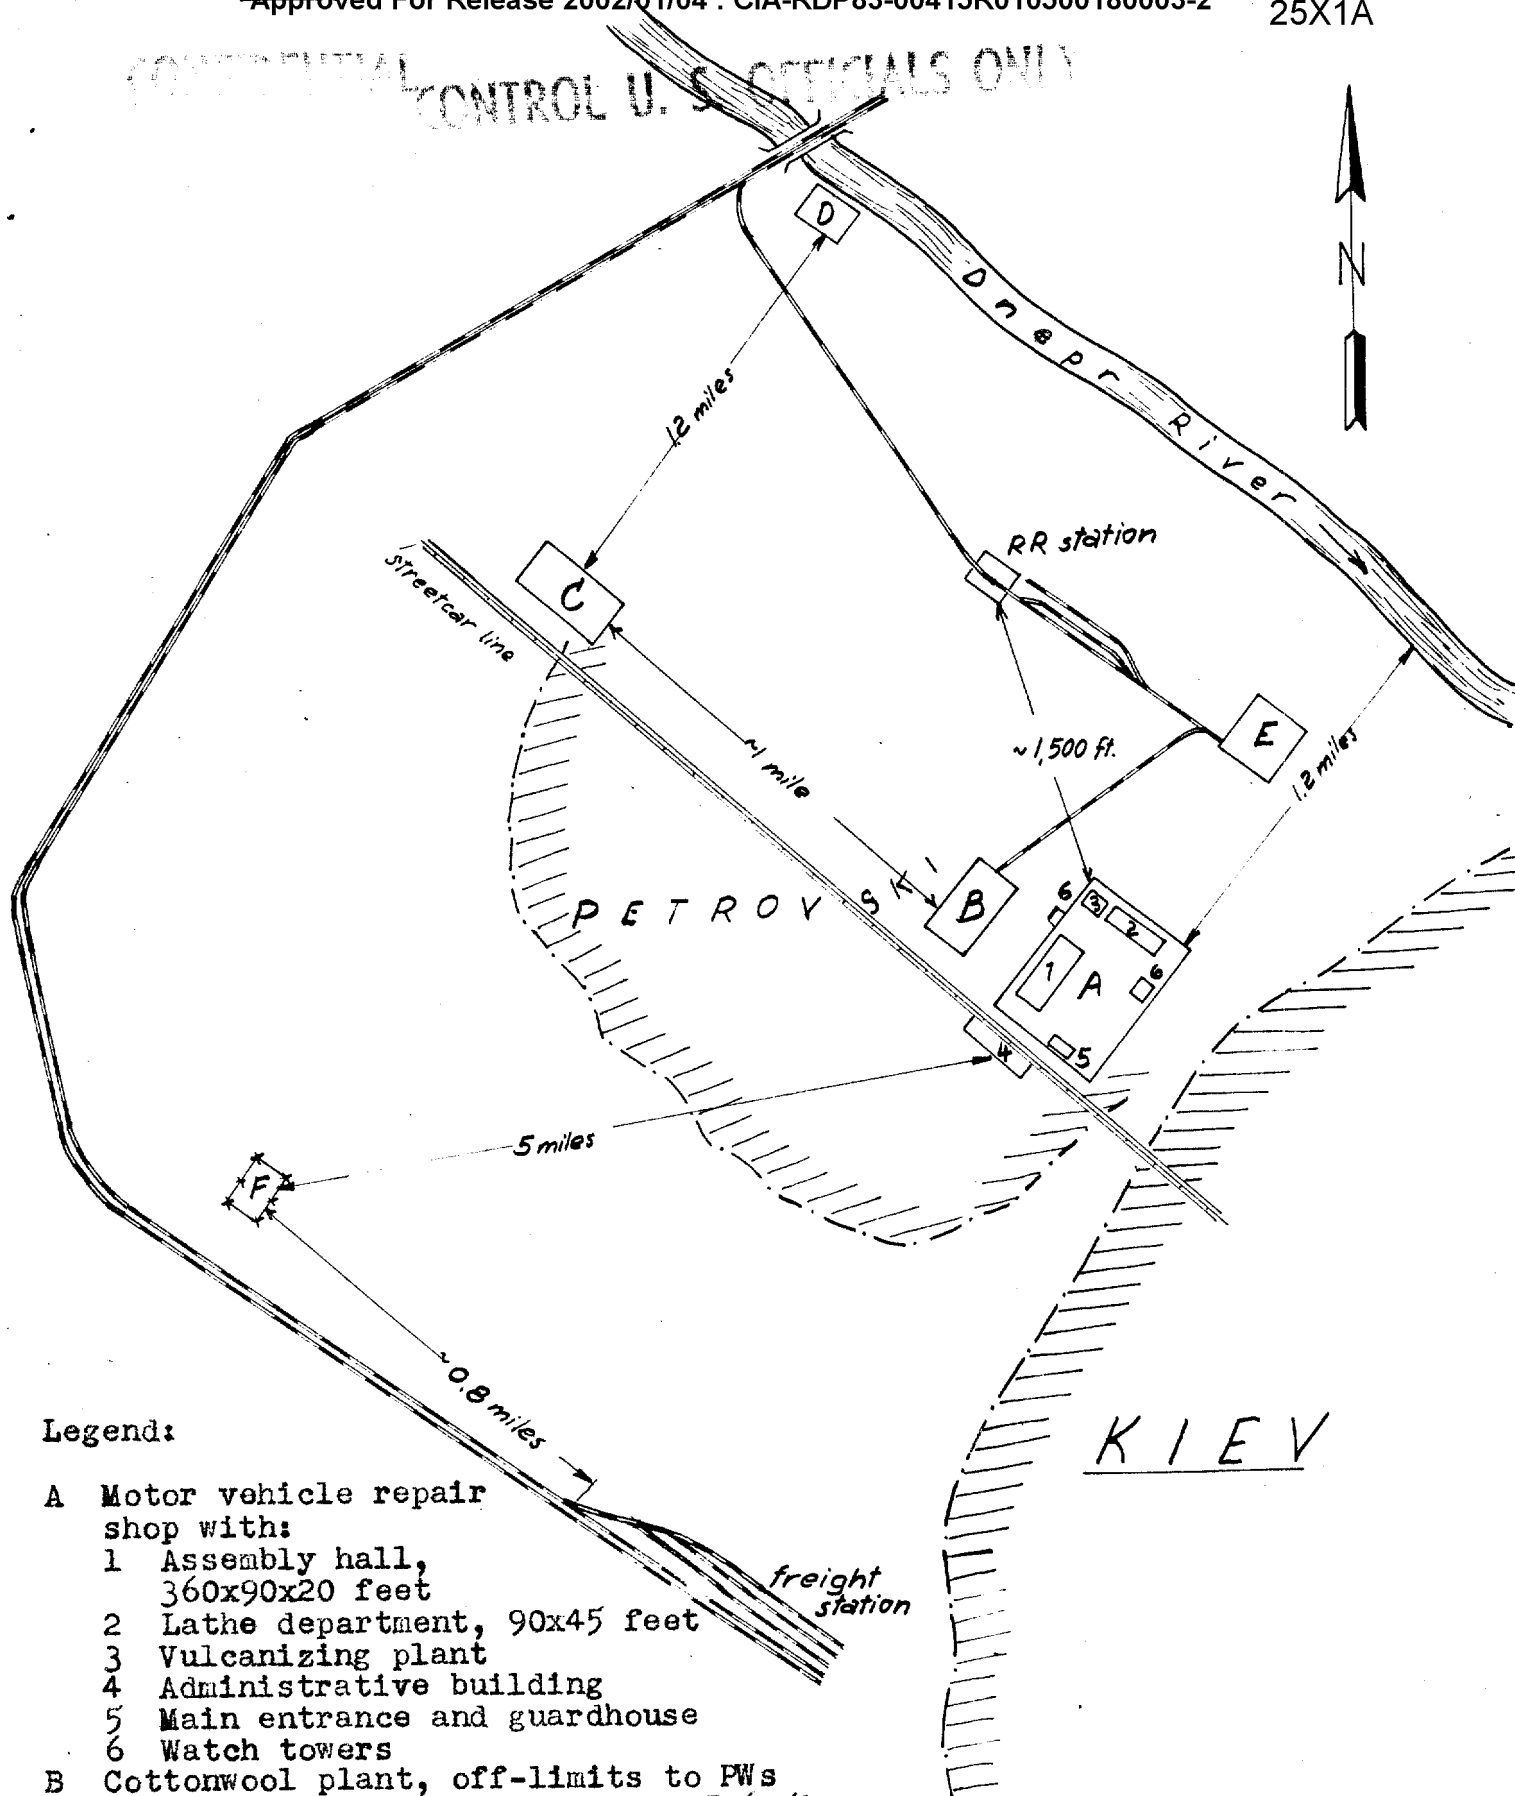 Approved For Release 2002/01/04 : CIA-RDP83-00415R010500180003-2
25X1A
CONFIDENTIAL
CONTROL U. S. OFFICIALS ONLY
N
D
Dnepr River
1.2 miles
RR station
C
streetcar line
E
~1 mile
~1,500 ft.
1.2 miles
PETROVSKI
B
6
3
2
1
A
6
4
5
5 miles
F
~0.8 miles
KIEV
freight
station
Legend:
A Motor vehicle repair
shop with:
1 Assembly hall,
360x90x20 feet
2 Lathe department, 90x45 feet
3 Vulcanizing plant
4 Administrative building
5 Main entrance and guardhouse
6 Watch towers
B Cottonwool plant, off-limits to PWs